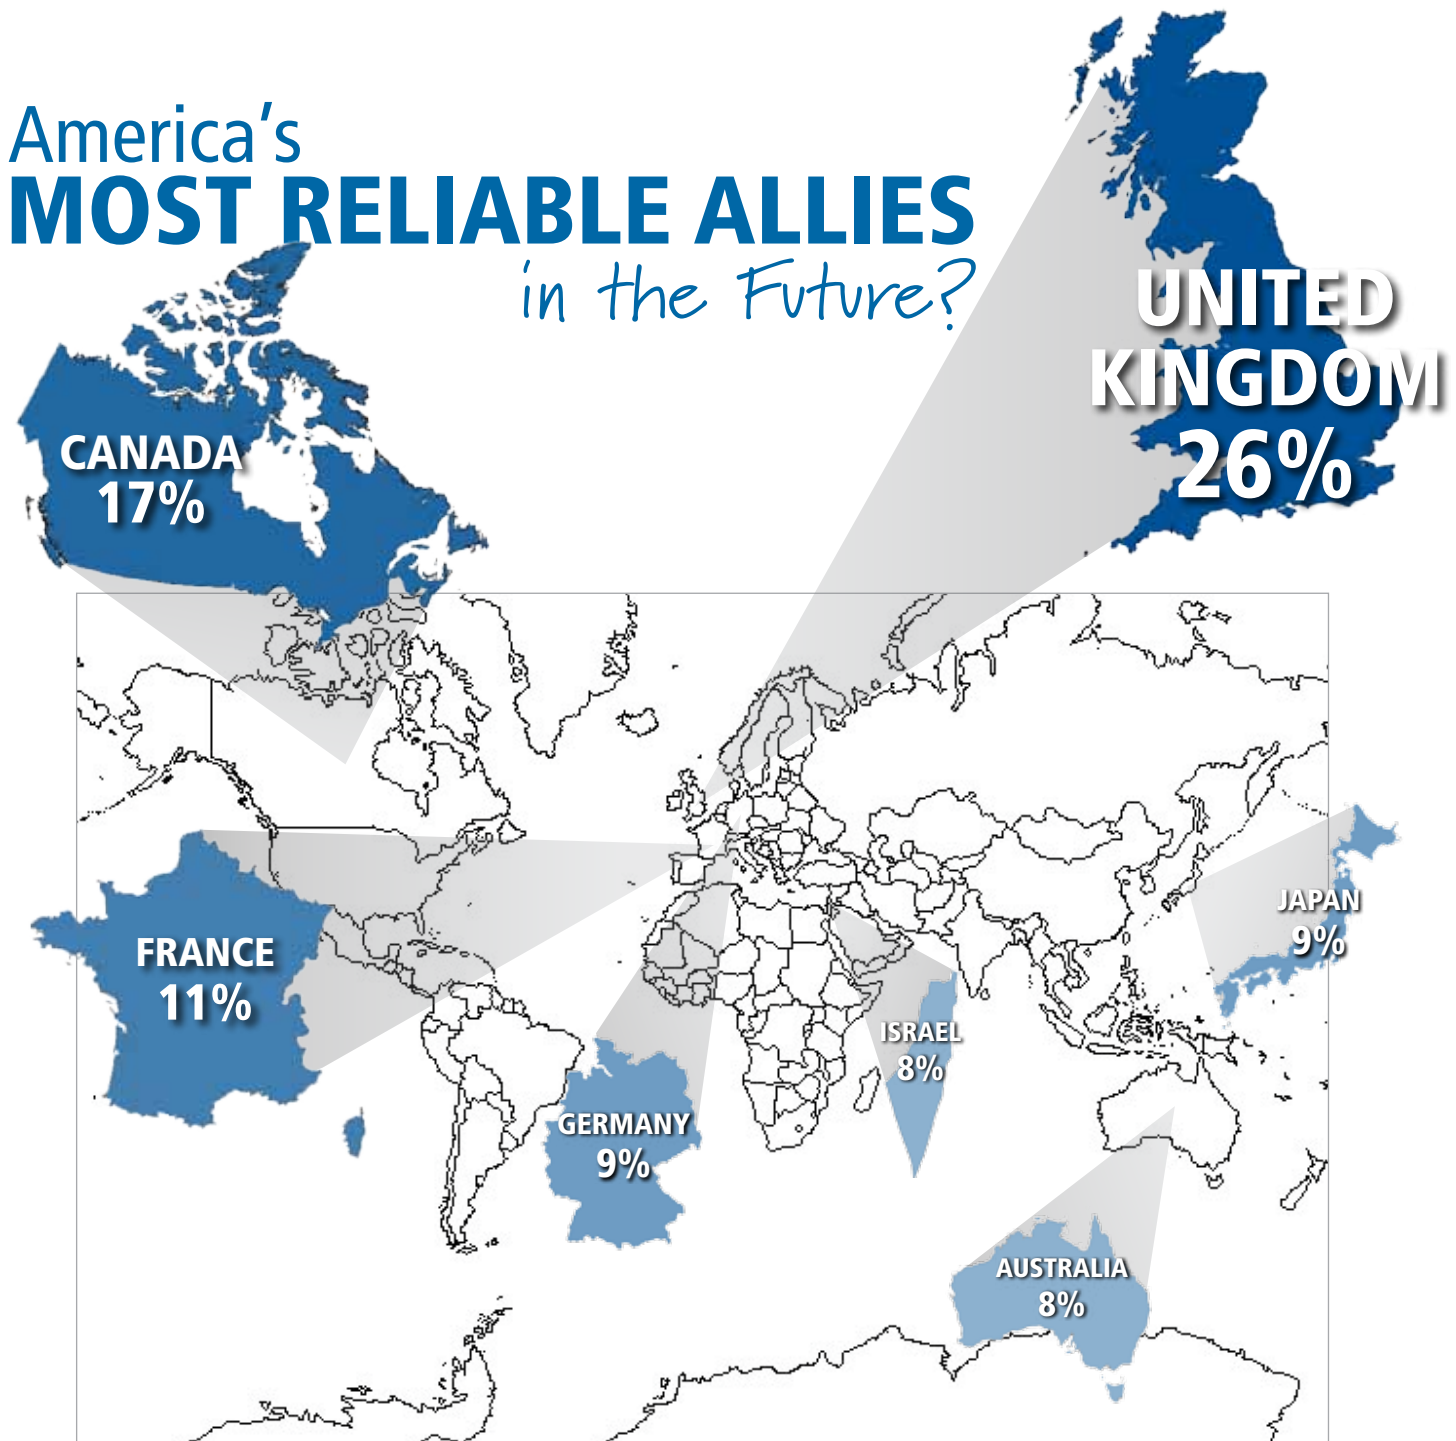 America's
MOST RELIABLE ALLIES
in the Future?
UNITED
KINGDOM
26%
CANADA
17%
FRANCE
11%
JAPAN
9%
ISRAEL
8%
GERMANY
9%
AUSTRALIA
8%